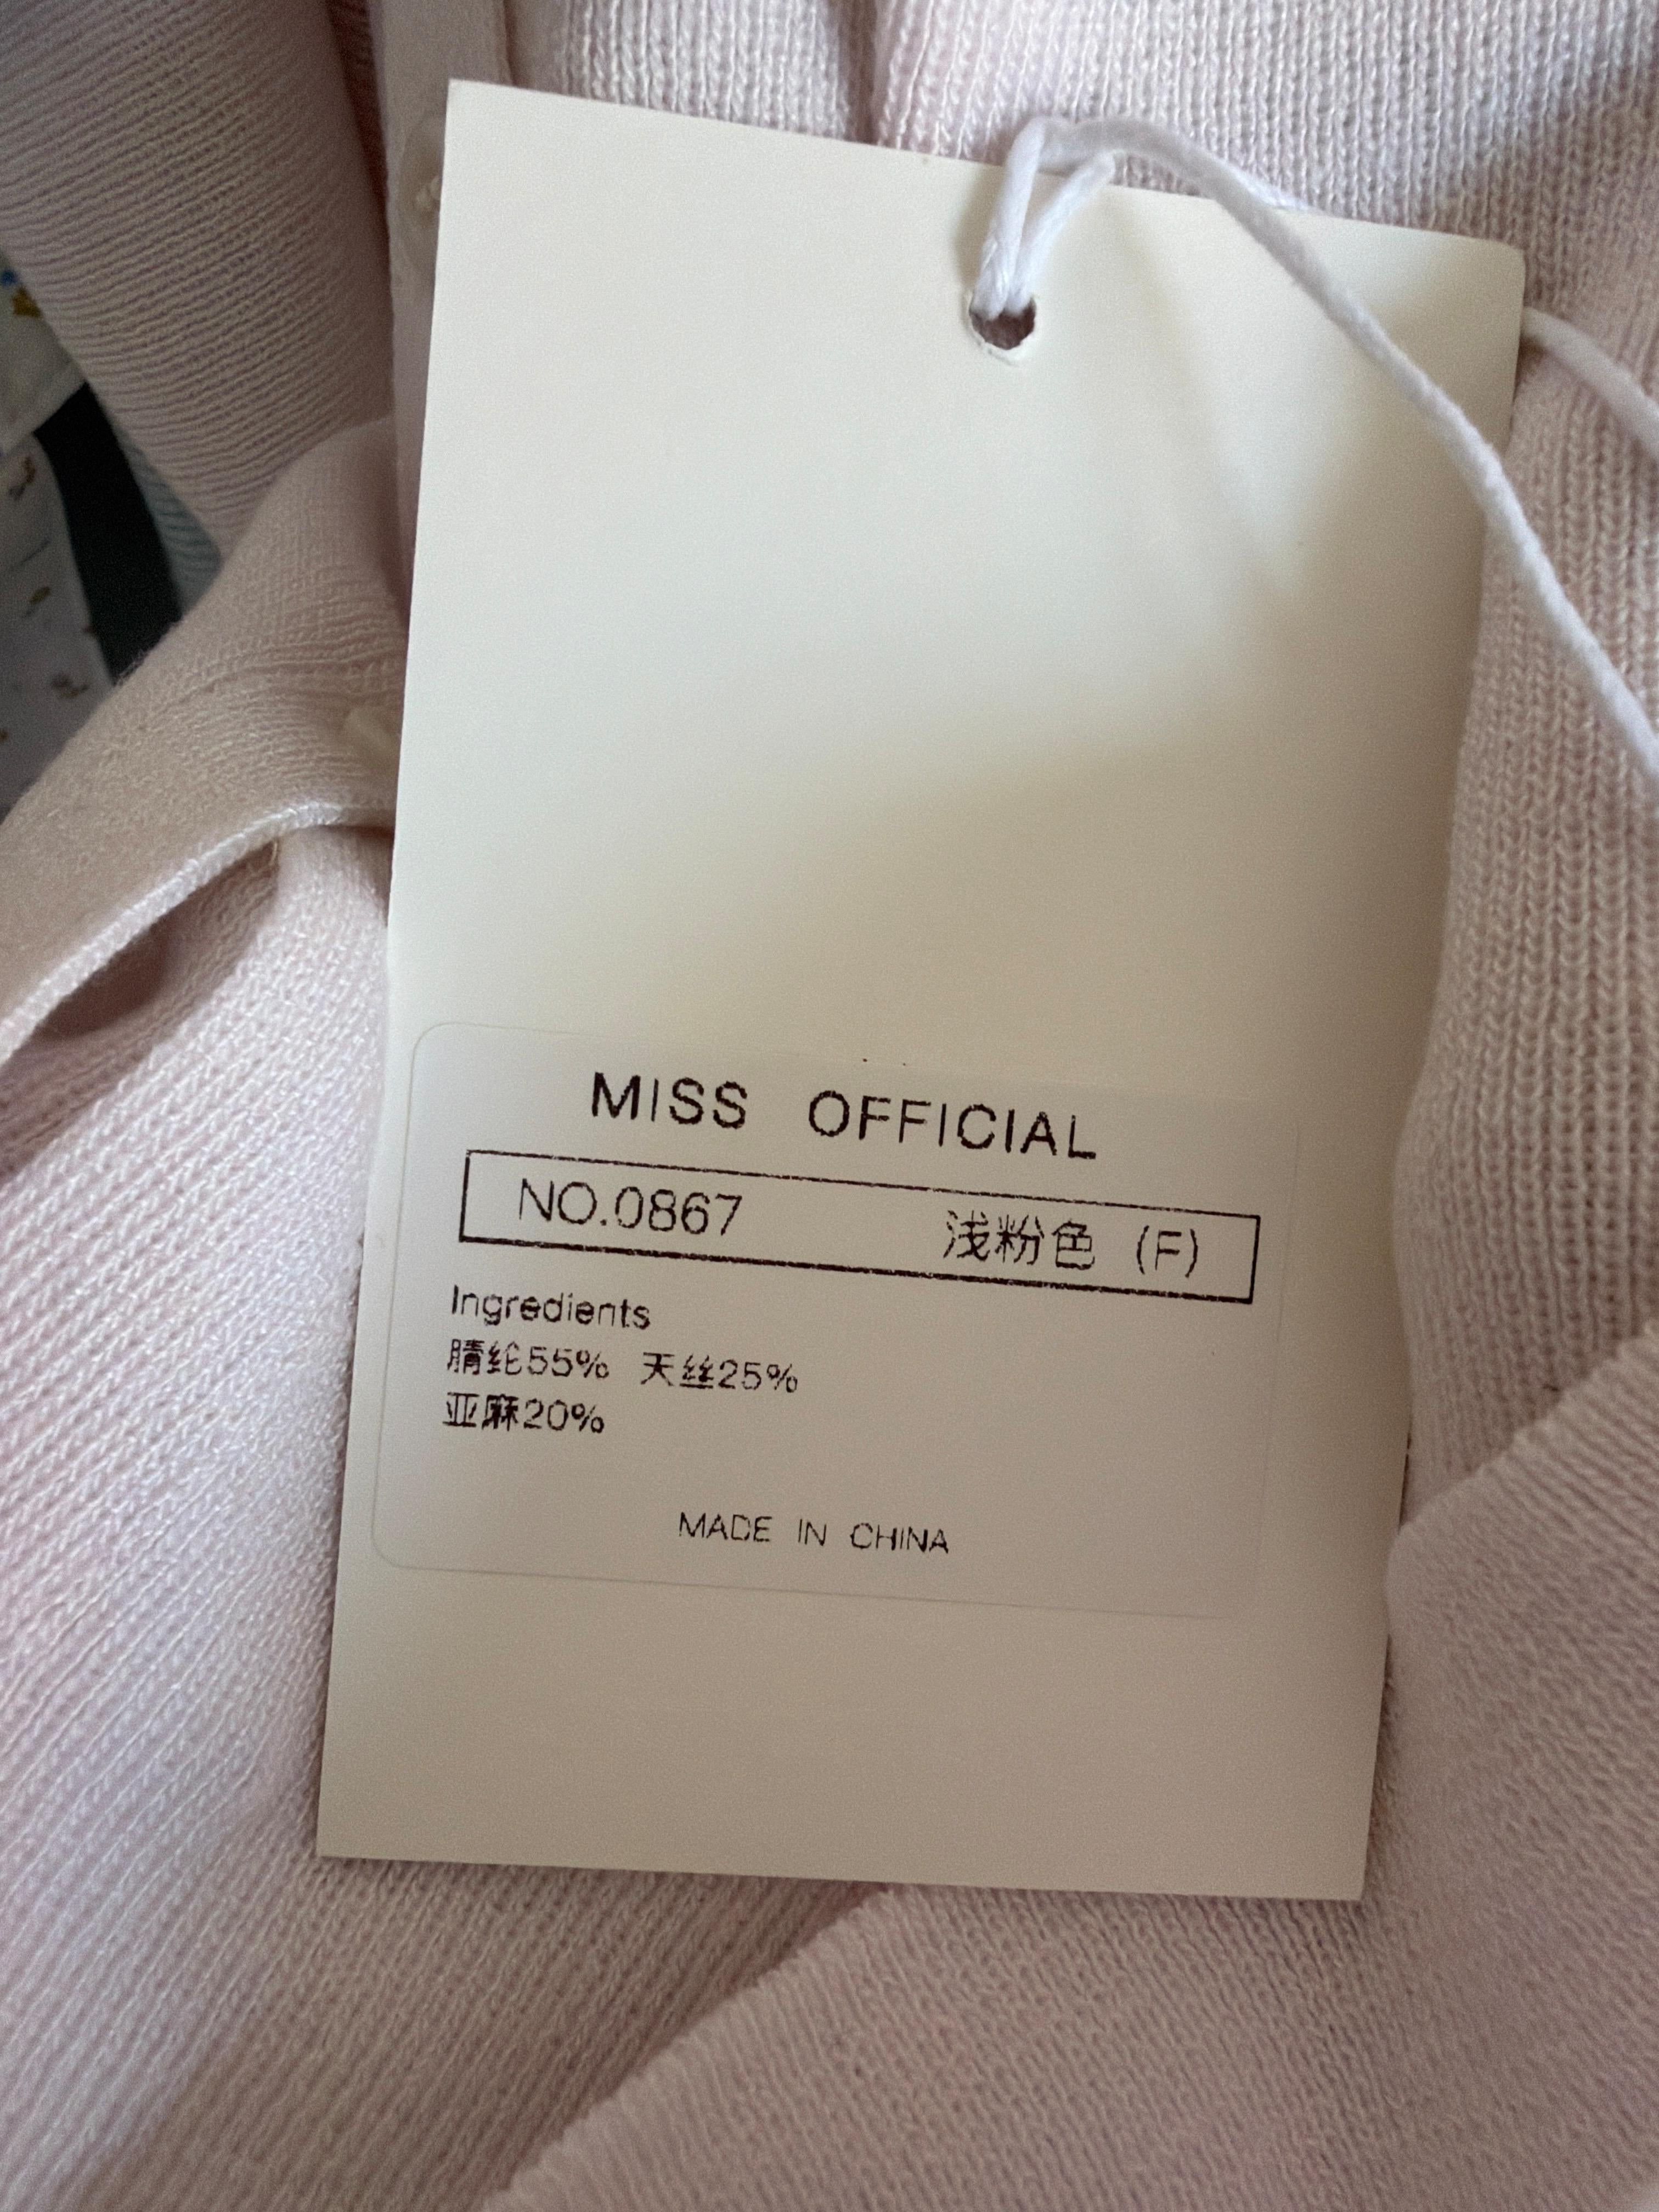 MISS OFFICIAL
NO.0867 浅粉色 (F)
Ingredients
腈纶55% 天丝25%
亚麻20%
MADE IN CHINA